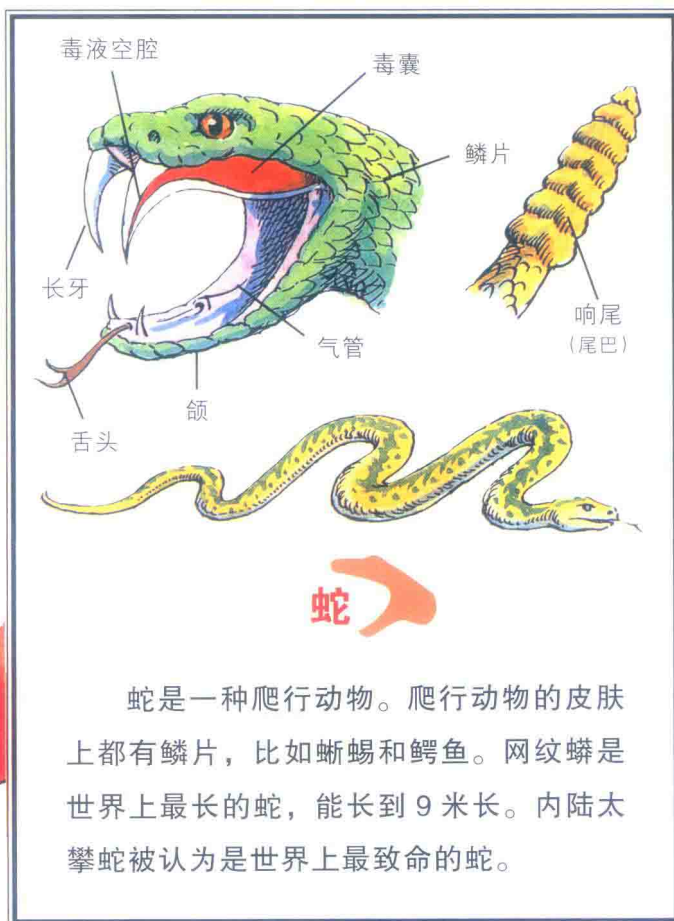 毒液空腔
毒囊
鳞片
长牙
响尾
(尾巴)
气管
颌
舌头
蛇
蛇是一种爬行动物。爬行动物的皮肤
上都有鳞片，比如蜥蜴和鳄鱼。网纹蟒是
世界上最长的蛇，能长到 9 米长。内陆太
攀蛇被认为是世界上最致命的蛇。